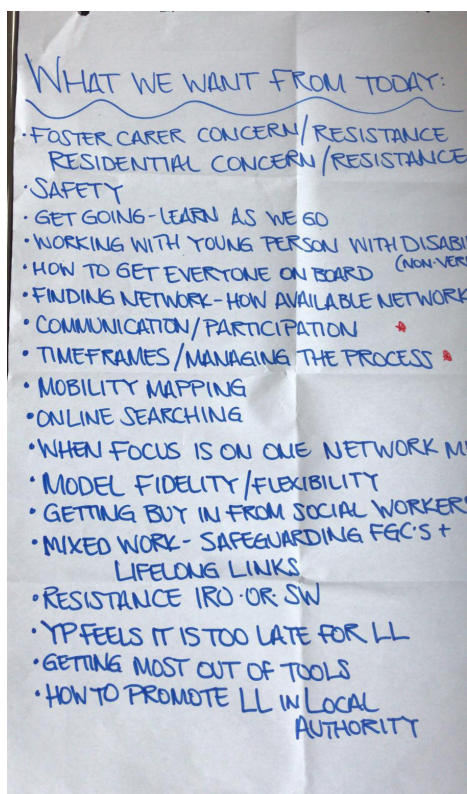 WHAT WE WANT FROM TODAY:
• FOSTER CARER CONCERN/RESISTANCE
RESIDENTIAL CONCERN/RESISTANCE
• SAFETY
• GET GOING - LEARN AS WE GO
• WORKING WITH YOUNG PERSON WITH
(NON-
• HOW TO GET EVERYONE ON BOARD
• FINDING NETWORK - HOW AVAILABLE NETWORK
• COMMUNICATION/PARTICIPATION
• TIMEFRAMES/MANAGING THE PROCESS
• MOBILITY MAPPING
• ONLINE SEARCHING
• WHEN FOCUS IS ON ONE NETWORK
• MODEL FIDELITY/FLEXIBILITY
• GETTING BUY IN FROM SOCIAL WORKERS
• MIXED WORK - SAFEGUARDING FGC'S +
LIFELONG LINKS
• RESISTANCE IRO OR SW
• YP FEELS IT IS TOO LATE FOR LL
• GETTING MOST OUT OF TOOLS
• HOW TO PROMOTE LL IN LOCAL
AUTHORITY